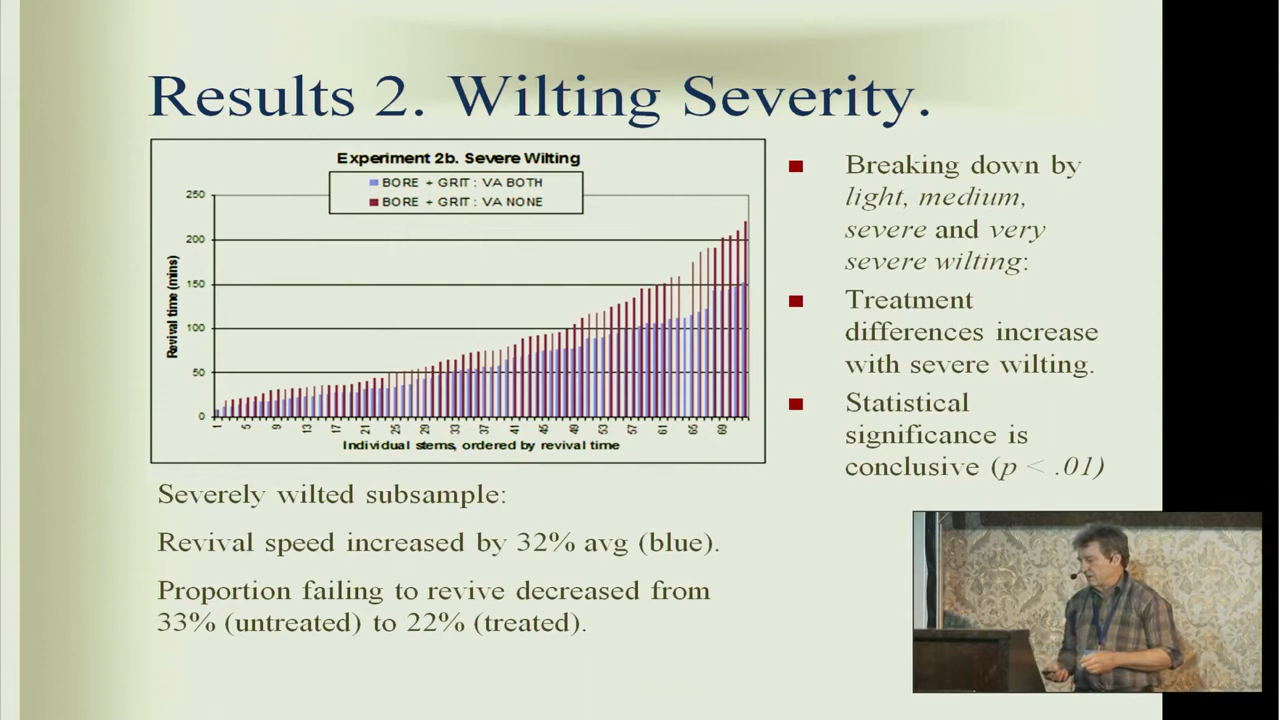 Results 2. Wilting Severity.
Experiment 2b. Severe Wilting
BORE + GRIT : VA BOTH
BORE + GRIT : VA NONE
250
200
150
100
50
0
Revival time (mins)
1 5 9 13 17 21 25 29 33 37 41 45 49 53 57 61 65 69
Individual stems, ordered by revival time
Breaking down by
light, medium,
severe and very
severe wilting:
Treatment
differences increase
with severe wilting.
Statistical
significance is
conclusive (p < .01)
Severely wilted subsample:
Revival speed increased by 32% avg (blue).
Proportion failing to revive decreased from
33% (untreated) to 22% (treated).